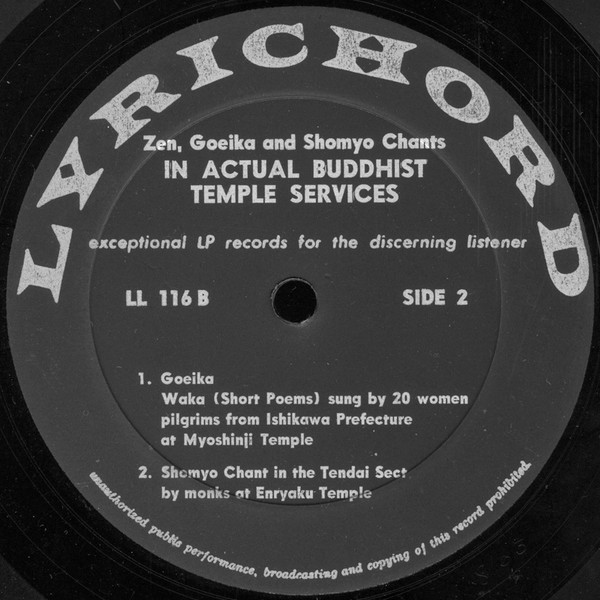 LYRICHORD
Zen, Goeika and Shomyo Chants
IN ACTUAL BUDDHIST
TEMPLE SERVICES
exceptional LP records for the discerning listener
LL 116 B SIDE 2
1. Goeika
Waka (Short Poems) sung by 20 women
pilgrims from Ishikawa Prefecture
at Myoshinji Temple
2. Shomyo Chant in the Tendai Sect
by monks at Enryaku Temple
unauthorized public performance, broadcasting and copying of this record prohibited.